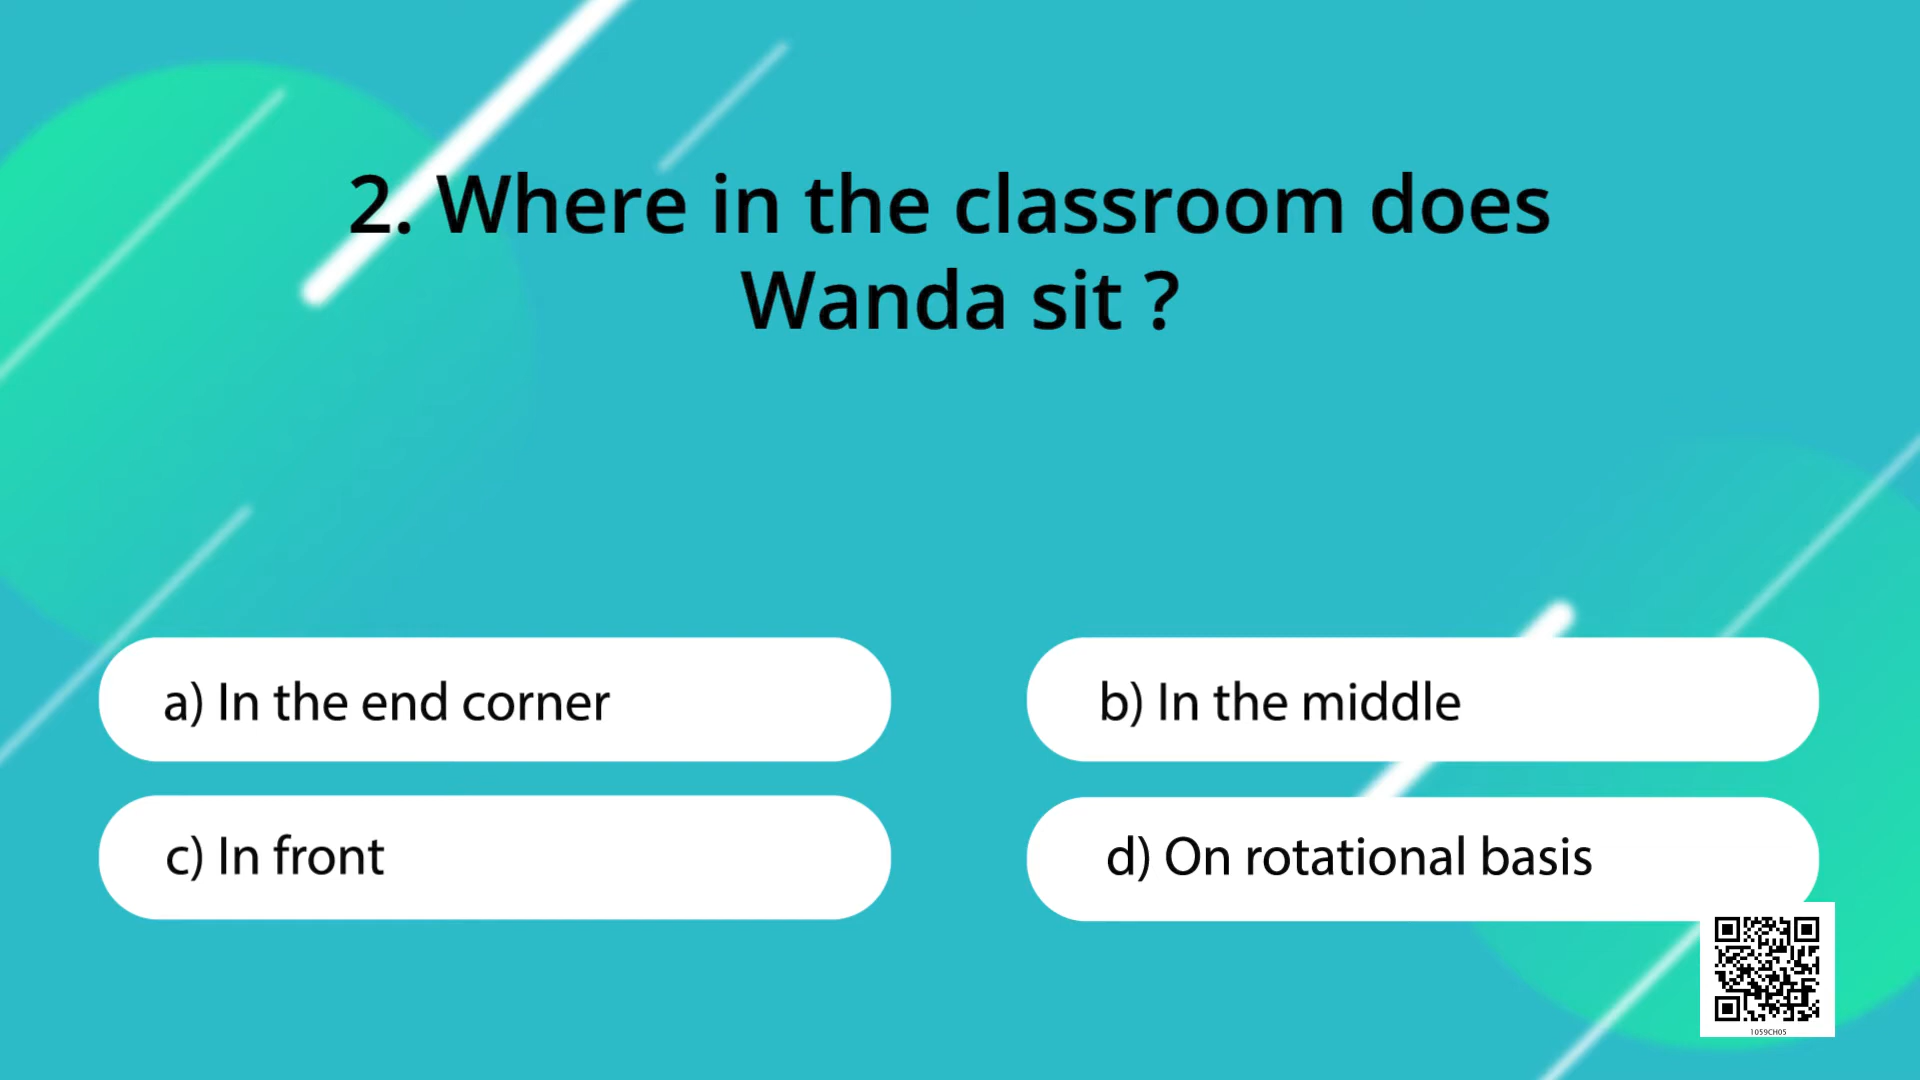 2. Where in the classroom does
Wanda sit ?
a) In the end corner
b) In the middle
c) In front
d) On rotational basis
1059CH05